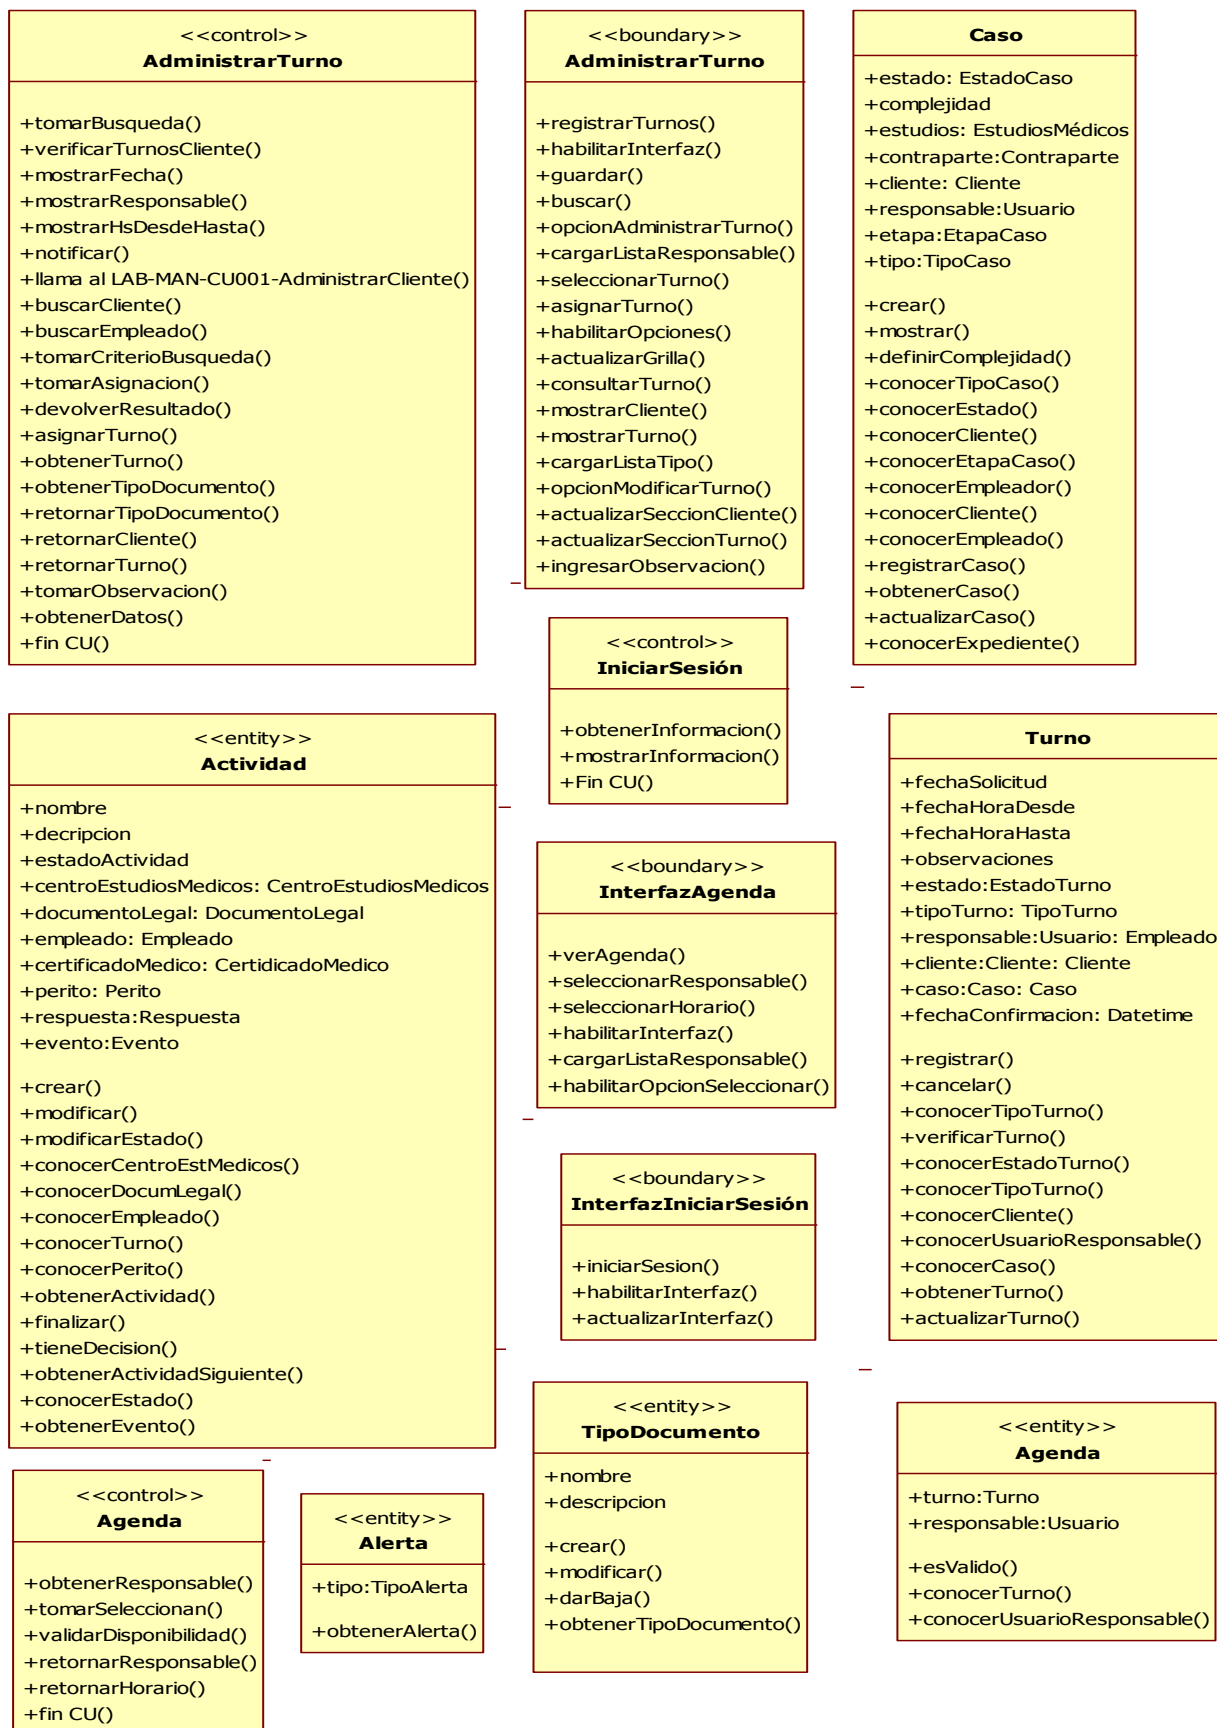 <<control>>
AdministrarTurno
+tomarBusqueda()
+verificarTurnosCliente()
+mostrarFecha()
+mostrarResponsable()
+mostrarHsDesdeHasta()
+notificar()
+llama al LAB-MAN-CU001-AdministrarCliente()
+buscarCliente()
+buscarEmpleado()
+tomarCriterioBusqueda()
+tomarAsignacion()
+devolverResultado()
+asignarTurno()
+obtenerTurno()
+obtenerTipoDocumento()
+retornarTipoDocumento()
+retornarCliente()
+retornarTurno()
+tomarObservacion()
+obtenerDatos()
+fin CU()
<<boundary>>
AdministrarTurno
+registrarTurnos()
+habilitarInterfaz()
+guardar()
+buscar()
+opcionAdministrarTurno()
+cargarListaResponsable()
+seleccionarTurno()
+asignarTurno()
+habilitarOpciones()
+actualizarGrilla()
+consultarTurno()
+mostrarCliente()
+mostrarTurno()
+cargarListaTipo()
+opcionModificarTurno()
+actualizarSeccionCliente()
+actualizarSeccionTurno()
+ingresarObservacion()
Caso
+estado: EstadoCaso
+complejidad
+estudios: EstudiosMédicos
+contraparte:Contraparte
+cliente: Cliente
+responsable:Usuario
+etapa:EtapaCaso
+tipo:TipoCaso
+crear()
+mostrar()
+definirComplejidad()
+conocerTipoCaso()
+conocerEstado()
+conocerCliente()
+conocerEtapaCaso()
+conocerEmpleador()
+conocerCliente()
+conocerEmpleado()
+registrarCaso()
+obtenerCaso()
+actualizarCaso()
+conocerExpediente()
<<control>>
IniciarSesión
+obtenerInformacion()
+mostrarInformacion()
+Fin CU()
<<entity>>
Actividad
+nombre
+decripcion
+estadoActividad
+centroEstudiosMedicos: CentroEstudiosMedicos
+documentoLegal: DocumentoLegal
+empleado: Empleado
+certificadoMedico: CertidicadoMedico
+perito: Perito
+respuesta:Respuesta
+evento:Evento
+crear()
+modificar()
+modificarEstado()
+conocerCentroEstMedicos()
+conocerDocumLegal()
+conocerEmpleado()
+conocerTurno()
+conocerPerito()
+obtenerActividad()
+finalizar()
+tieneDecision()
+obtenerActividadSiguiente()
+conocerEstado()
+obtenerEvento()
<<boundary>>
InterfazAgenda
+verAgenda()
+seleccionarResponsable()
+seleccionarHorario()
+habilitarInterfaz()
+cargarListaResponsable()
+habilitarOpcionSeleccionar()
Turno
+fechaSolicitud
+fechaHoraDesde
+fechaHoraHasta
+observaciones
+estado:EstadoTurno
+tipoTurno: TipoTurno
+responsable:Usuario: Empleado
+cliente:Cliente: Cliente
+caso:Caso: Caso
+fechaConfirmacion: Datetime
+registrar()
+cancelar()
+conocerTipoTurno()
+verificarTurno()
+conocerEstadoTurno()
+conocerTipoTurno()
+conocerCliente()
+conocerUsuarioResponsable()
+conocerCaso()
+obtenerTurno()
+actualizarTurno()
<<boundary>>
InterfazIniciarSesión
+iniciarSesion()
+habilitarInterfaz()
+actualizarInterfaz()
<<entity>>
TipoDocumento
+nombre
+descripcion
+crear()
+modificar()
+darBaja()
+obtenerTipoDocumento()
<<entity>>
Agenda
+turno:Turno
+responsable:Usuario
+esValido()
+conocerTurno()
+conocerUsuarioResponsable()
<<control>>
Agenda
+obtenerResponsable()
+tomarSeleccionan()
+validarDisponibilidad()
+retornarResponsable()
+retornarHorario()
+fin CU()
<<entity>>
Alerta
+tipo:TipoAlerta
+obtenerAlerta()